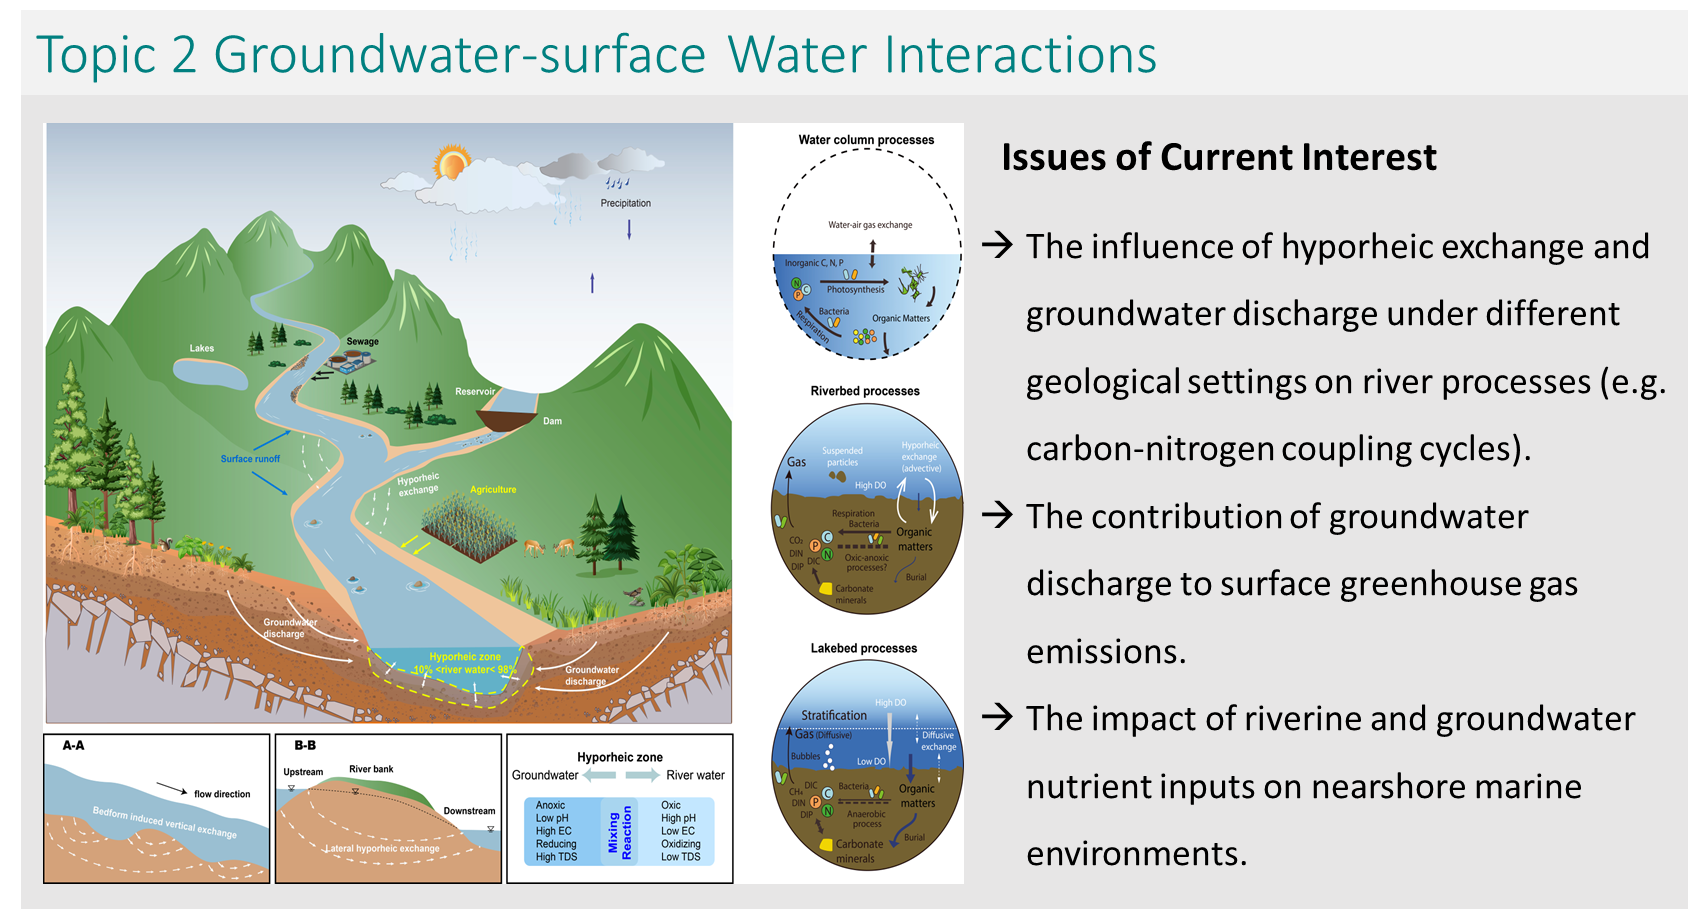 Topic 2 Groundwater-surface Water Interactions
Precipitation
Lakes
Sewage
Reservoir
Dam
Surface runoff
Hyporheic
exchange
Agriculture
Groundwater
discharge
Hyporheic zone
10% <river water< 98%
Groundwater
discharge
A-A
flow direction
Bedform induced vertical exchange
B-B
Upstream
River bank
Downstream
Lateral hyporheic exchange
Hyporheic zone
Groundwater
River water
Anoxic
Low pH
High EC
Reducing
High TDS
Mixing
Reaction
Oxic
High pH
Low EC
Oxidizing
Low TDS
Water column processes
Water-air gas exchange
Inorganic C, N, P
N
C
P
Photosynthesis
Bacteria
Respiration
Organic Matters
Riverbed processes
Gas
Suspended
particles
Hyporheic
exchange
(advective)
High DO
Respiration
Bacteria
Organic
matters
CO₂
DIN
DIP
DIC
C
P
N
Oxic-anoxic
processes?
Burial
Carbonate
minerals
Lakebed processes
High DO
Stratification
Gas (Diffusive)
Diffusive
exchange
Bubbles
Low DO
DIC
CH₄
DIN
DIP
C
P
N
Bacteria
Organic
matters
Anaerobic
process
Burial
Carbonate
minerals
Issues of Current Interest
→ The influence of hyporheic exchange and
groundwater discharge under different
geological settings on river processes (e.g.
carbon-nitrogen coupling cycles).
→ The contribution of groundwater
discharge to surface greenhouse gas
emissions.
→ The impact of riverine and groundwater
nutrient inputs on nearshore marine
environments.